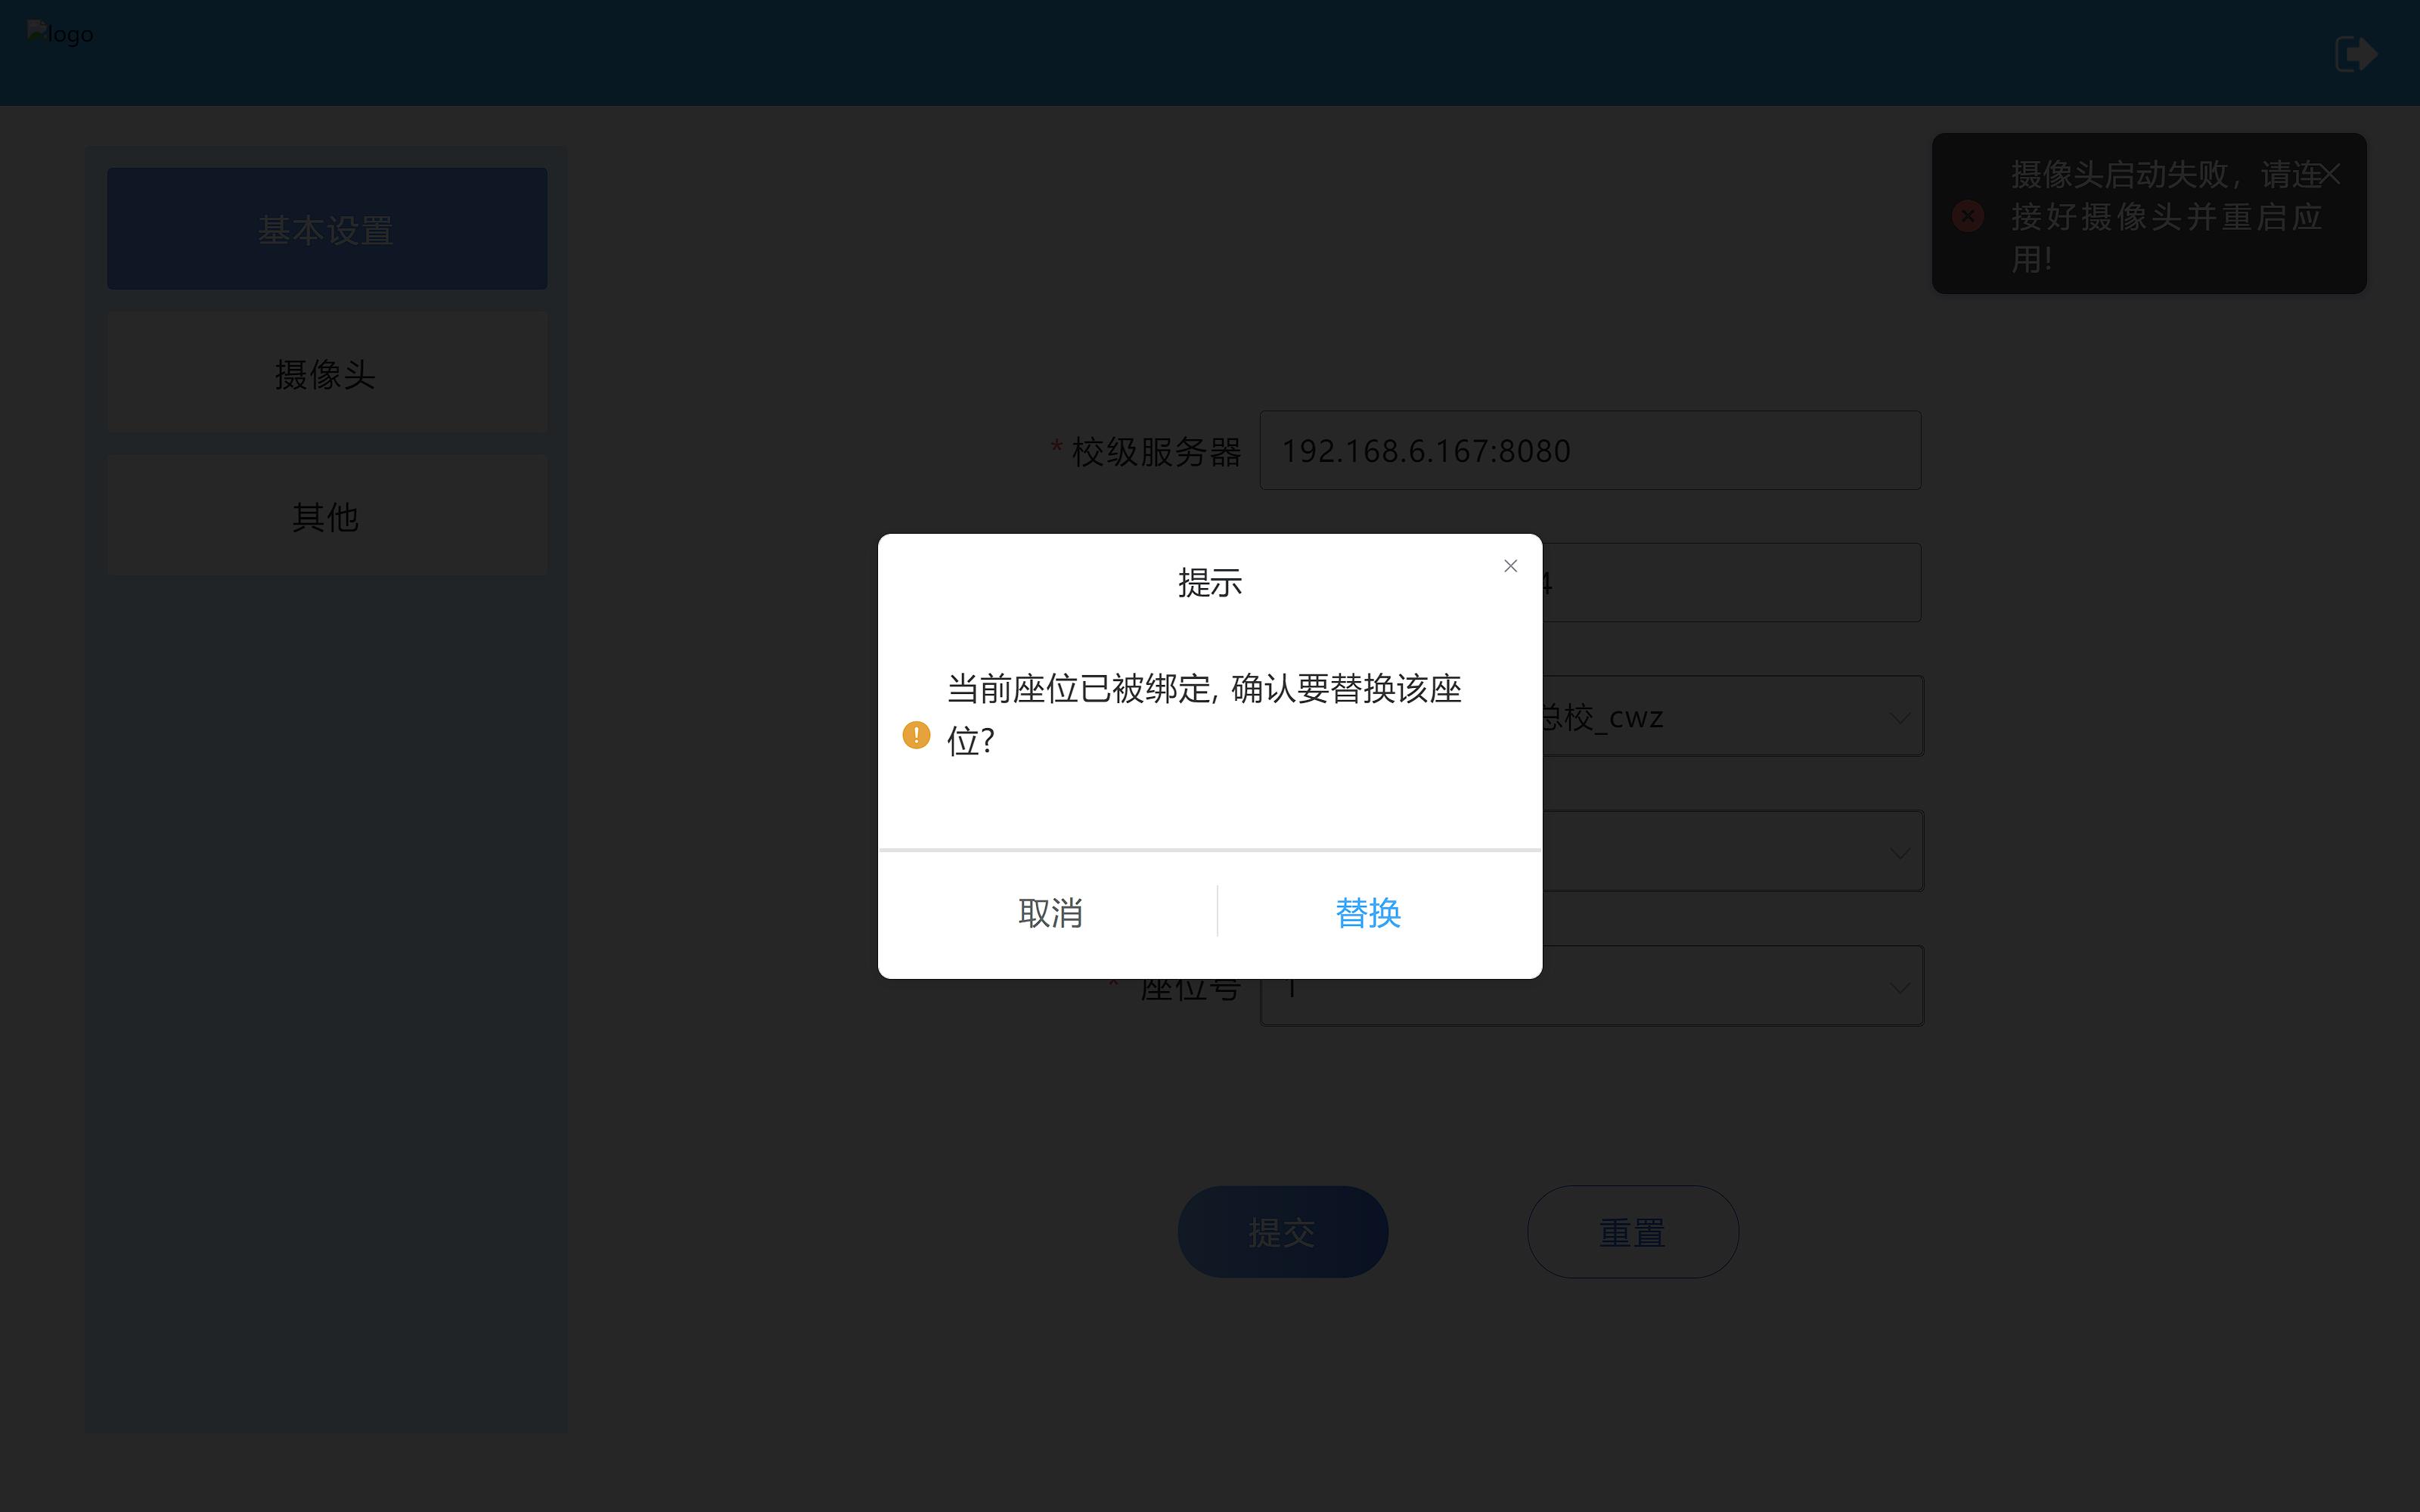 logo
基本设置
摄像头
其他
摄像头启动失败，请连
接好摄像头并重启应
用!
* 校级服务器 192.168.6.167:8080
4
总校_cwz
* 座位号 1
提示
当前座位已被绑定, 确认要替换该座
位?
取消 替换
提交 重置